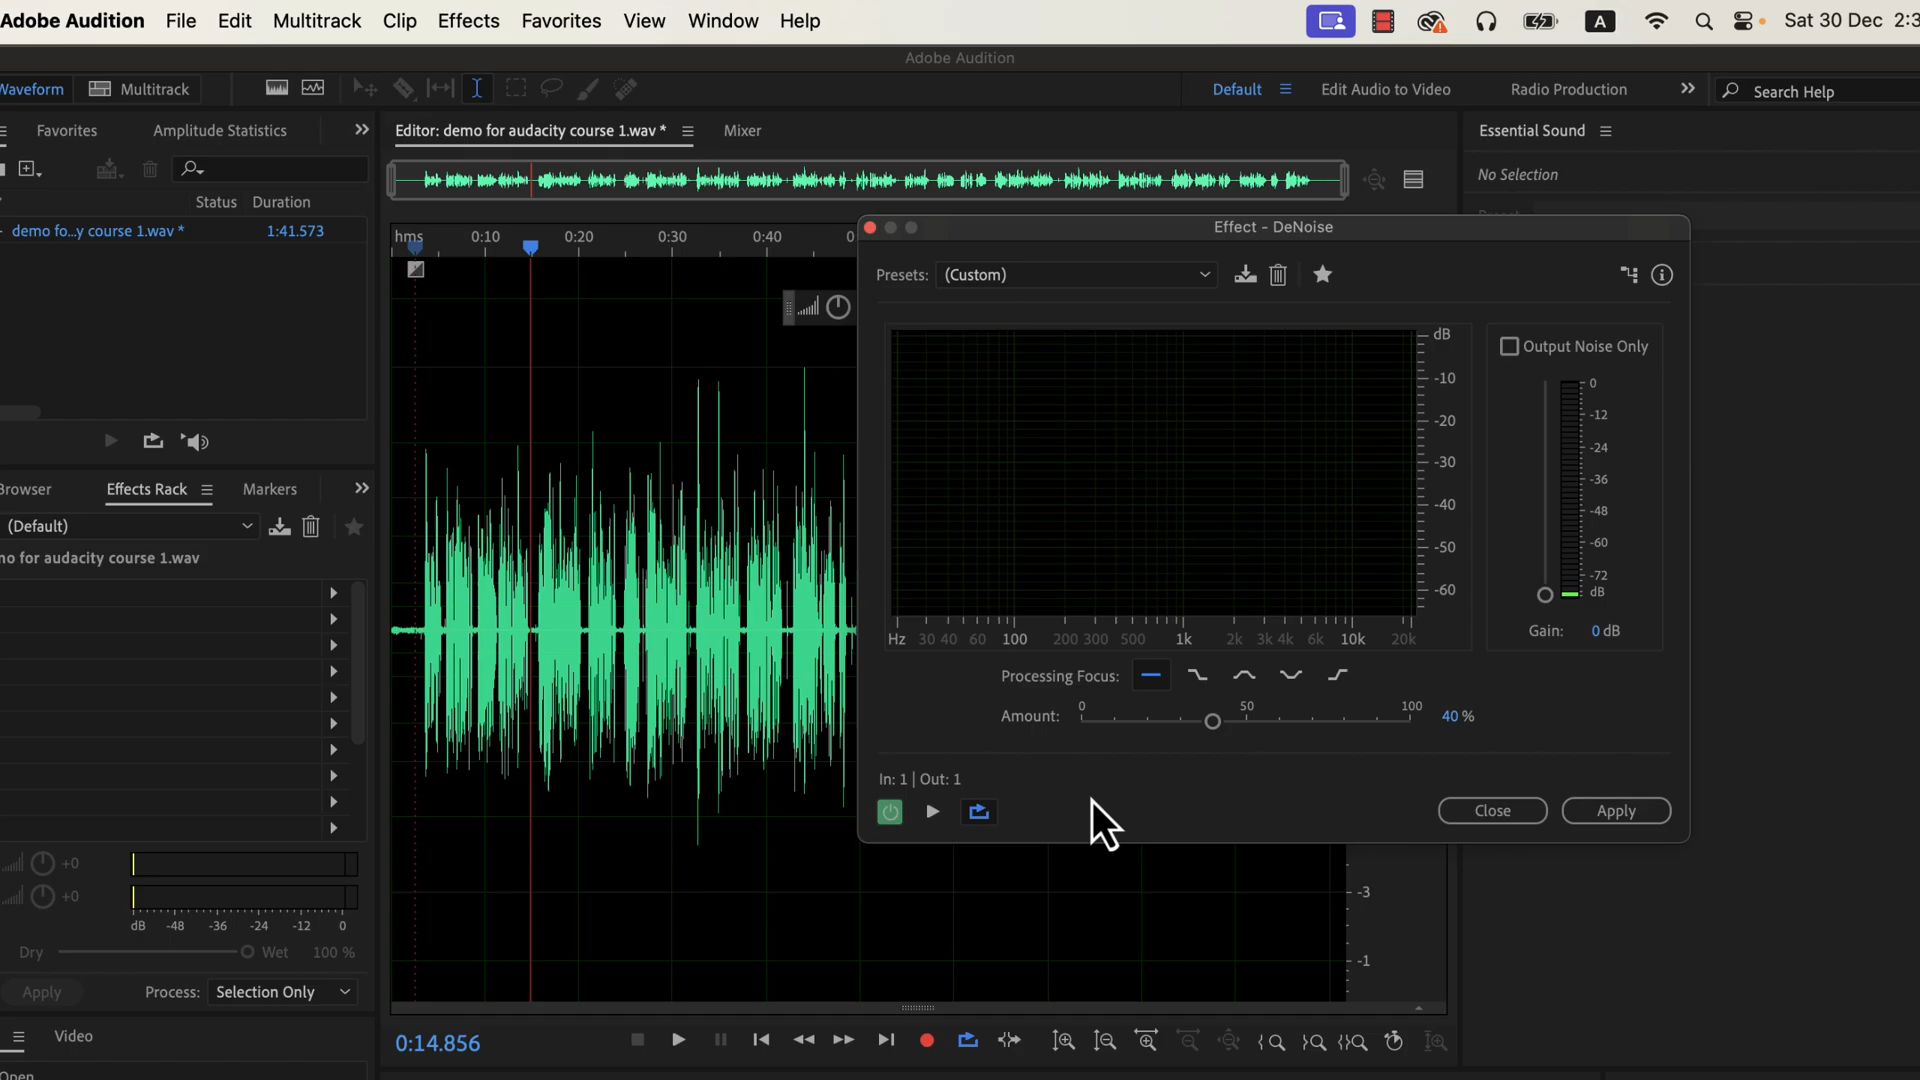 Adobe Audition File Edit Multitrack Clip Effects Favorites View Window Help A Sat 30 Dec 2:3
Adobe Audition
Waveform Multitrack Default Edit Audio to Video Radio Production Search Help
Favorites Amplitude Statistics Editor: demo for audacity course 1.wav * Mixer Essential Sound
No Selection
Status Duration
demo fo...y course 1.wav * 1:41.573
hms 0:10 0:20 0:30 0:40 0
Effect - DeNoise
Presets: (Custom)
dB
-10
-20
-30
-40
-50
-60
Hz 30 40 60 100 200 300 500 1k 2k 3k 4k 6k 10k 20k
Output Noise Only
0
-12
-24
-36
-48
-60
-72
dB
Gain: 0 dB
Processing Focus:
Amount: 0 50 100 40 %
In: 1 | Out: 1
Close Apply
Browser Effects Rack Markers
(Default)
mo for audacity course 1.wav
+0
+0
dB -48 -36 -24 -12 0
Dry Wet 100 %
Apply Process: Selection Only
Video
Open
-3
-1
0:14.856